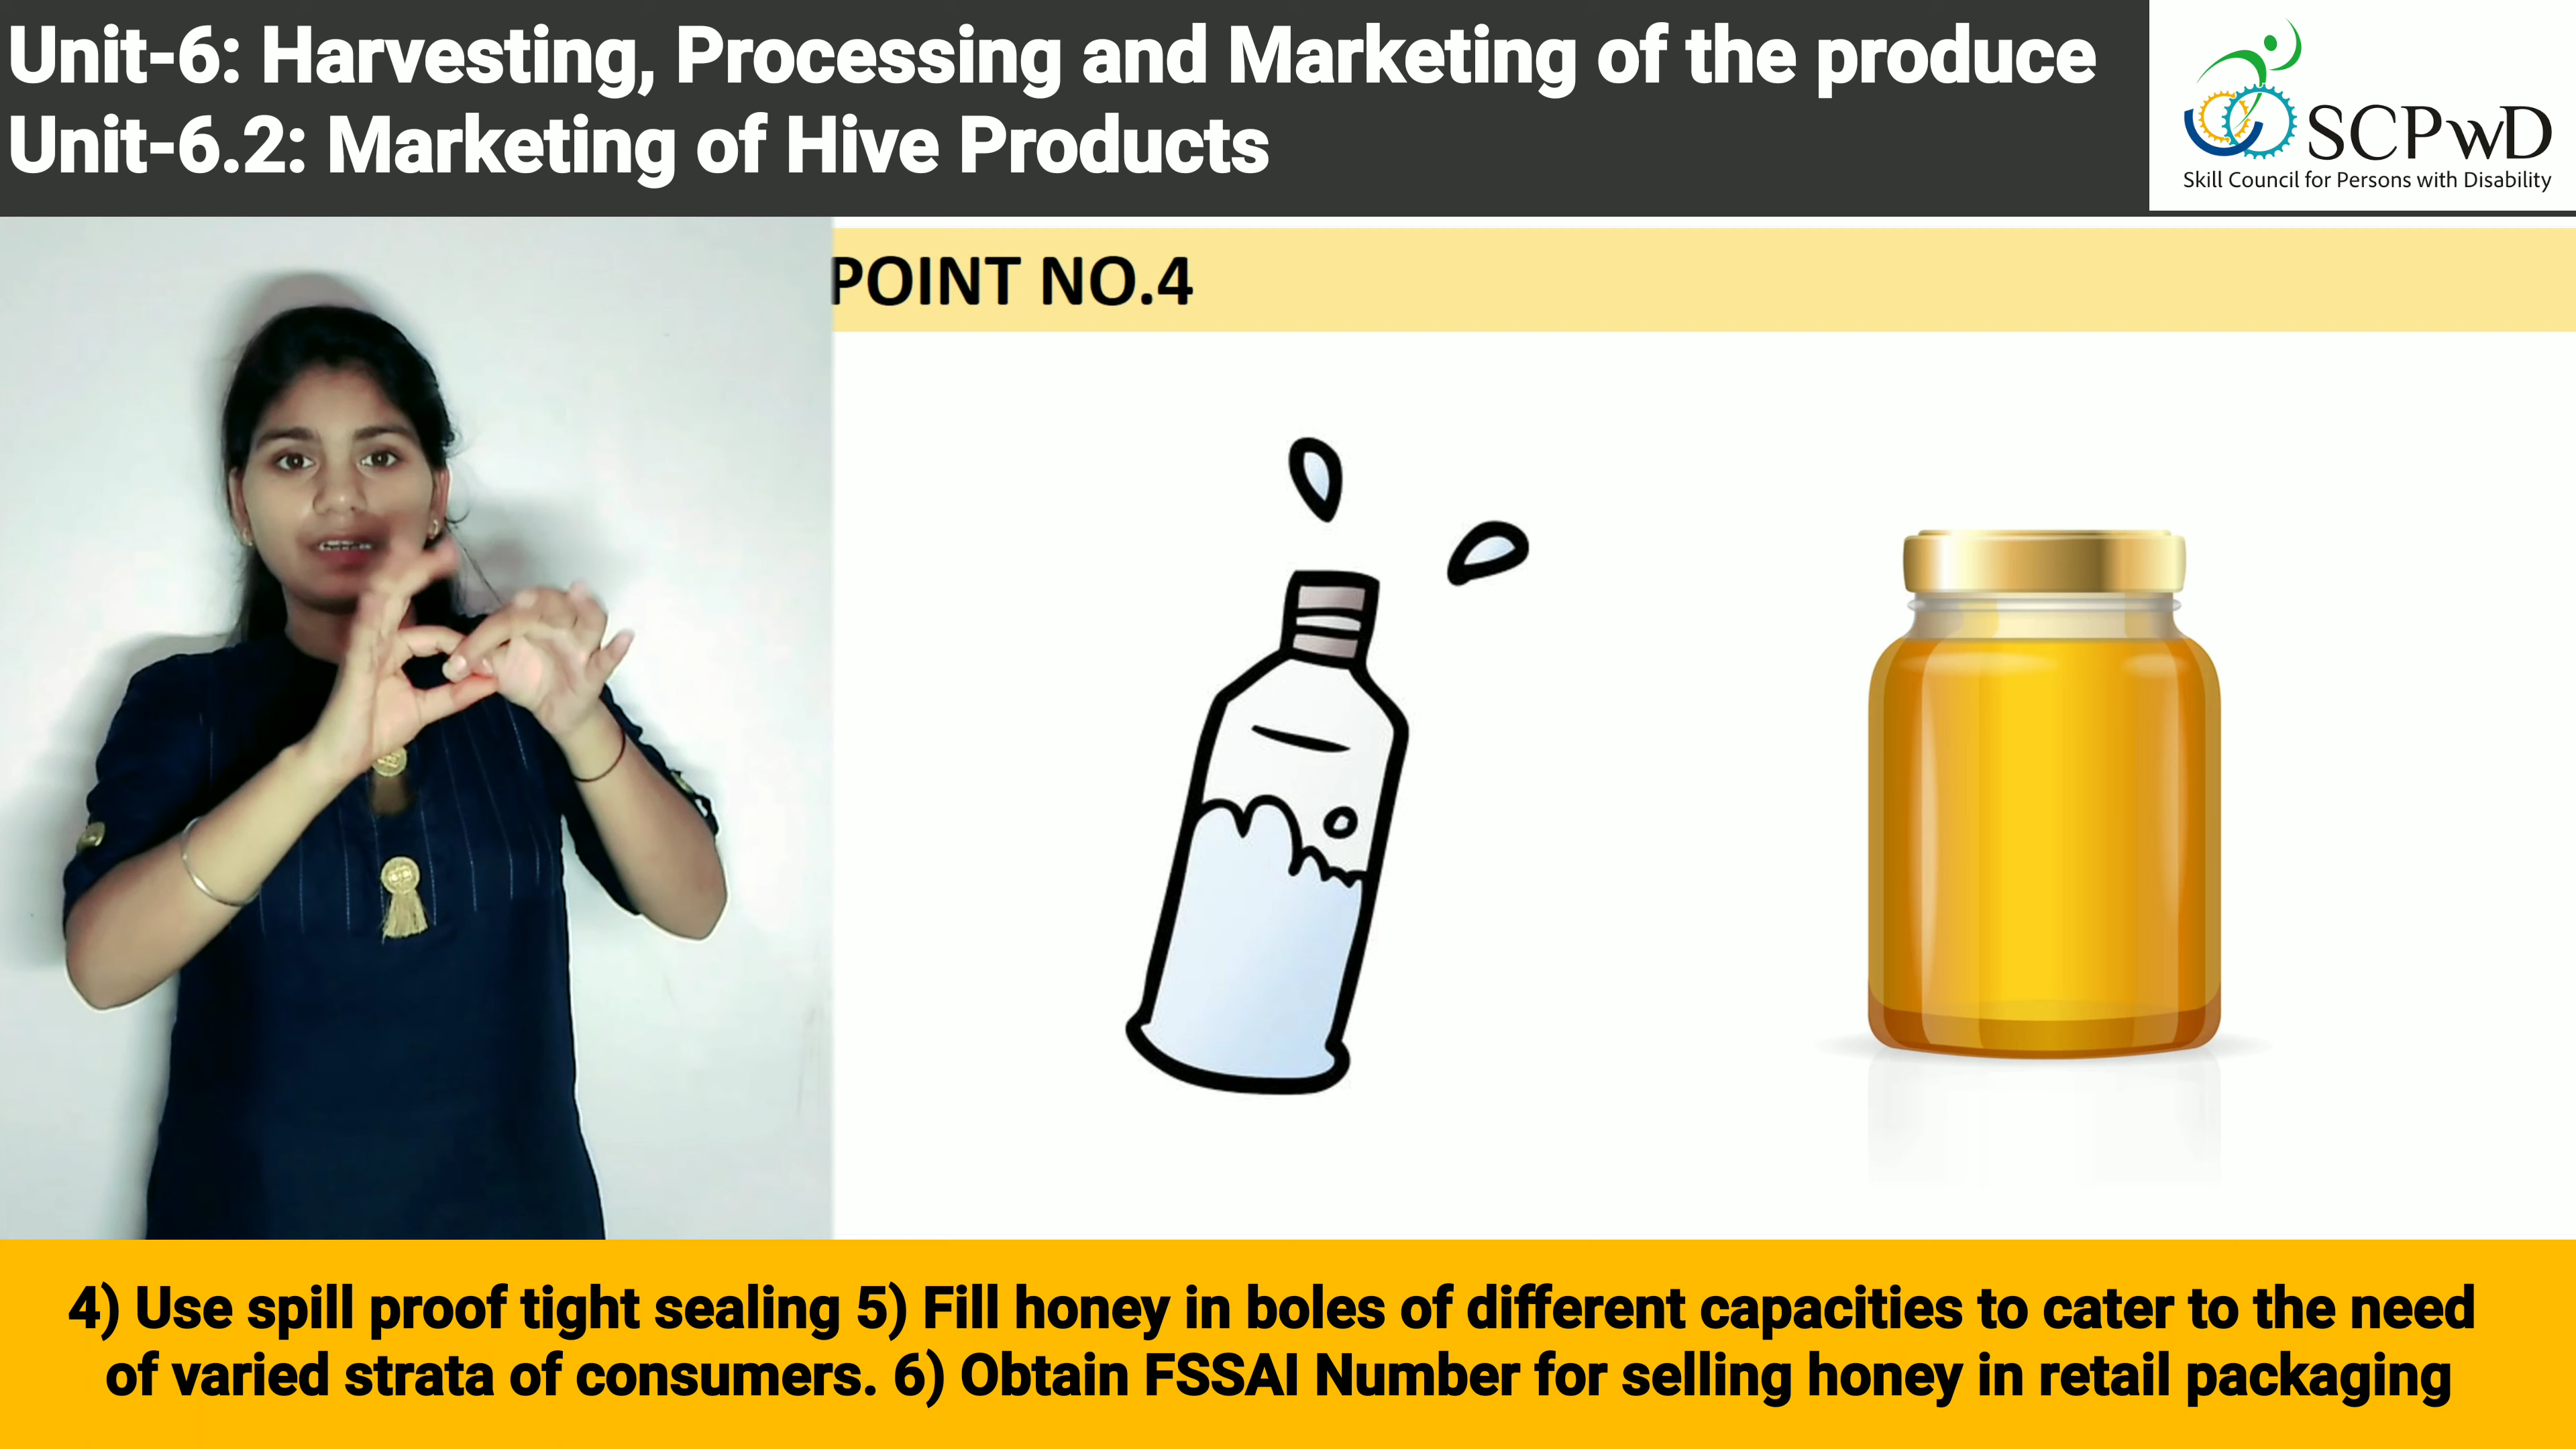 Unit-6: Harvesting, Processing and Marketing of the produce
Unit-6.2: Marketing of Hive Products
SCPwD
Skill Council for Persons with Disability
POINT NO.4
4) Use spill proof tight sealing 5) Fill honey in boles of different capacities to cater to the need
of varied strata of consumers. 6) Obtain FSSAI Number for selling honey in retail packaging